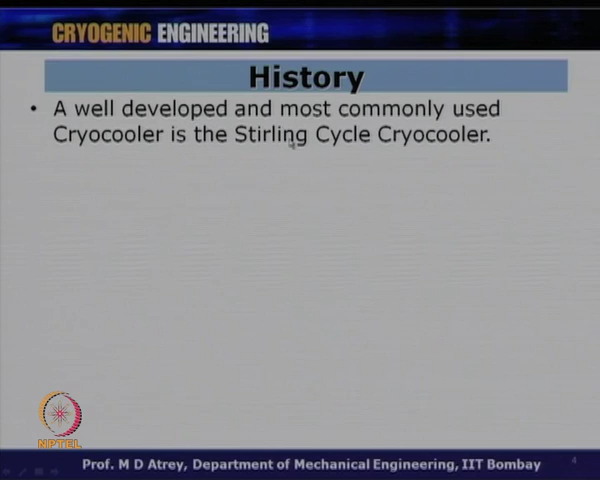 CRYOGENIC ENGINEERING
History
• A well developed and most commonly used
Cryocooler is the Stirling Cycle Cryocooler.
NPTEL
Prof. M D Atrey, Department of Mechanical Engineering, IIT Bombay
4